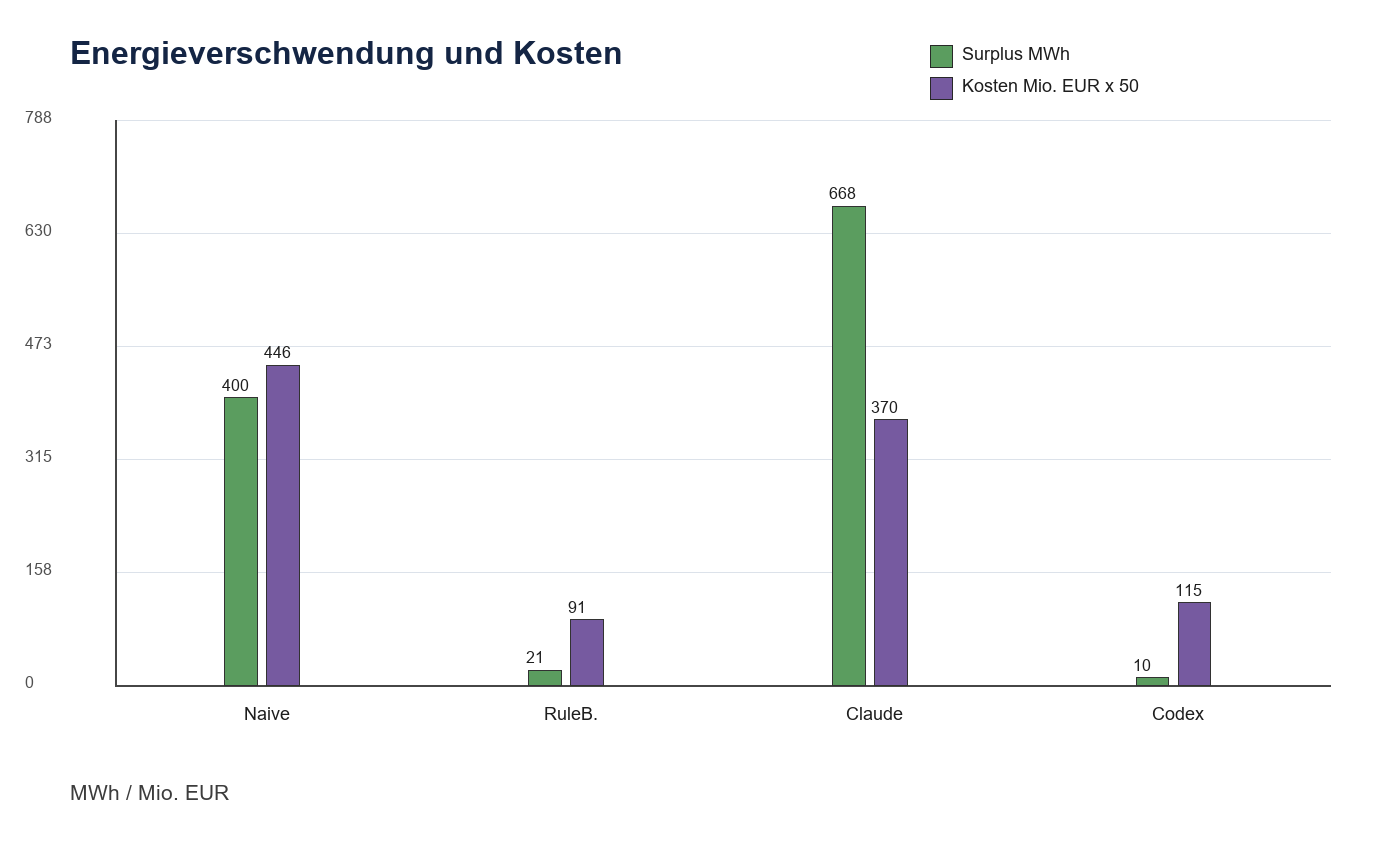 Energieverschwendung und Kosten
Surplus MWh
Kosten Mio. EUR x 50
788
630
473
315
158
0
400
446
21
91
668
370
10
115
Naive
RuleB.
Claude
Codex
MWh / Mio. EUR